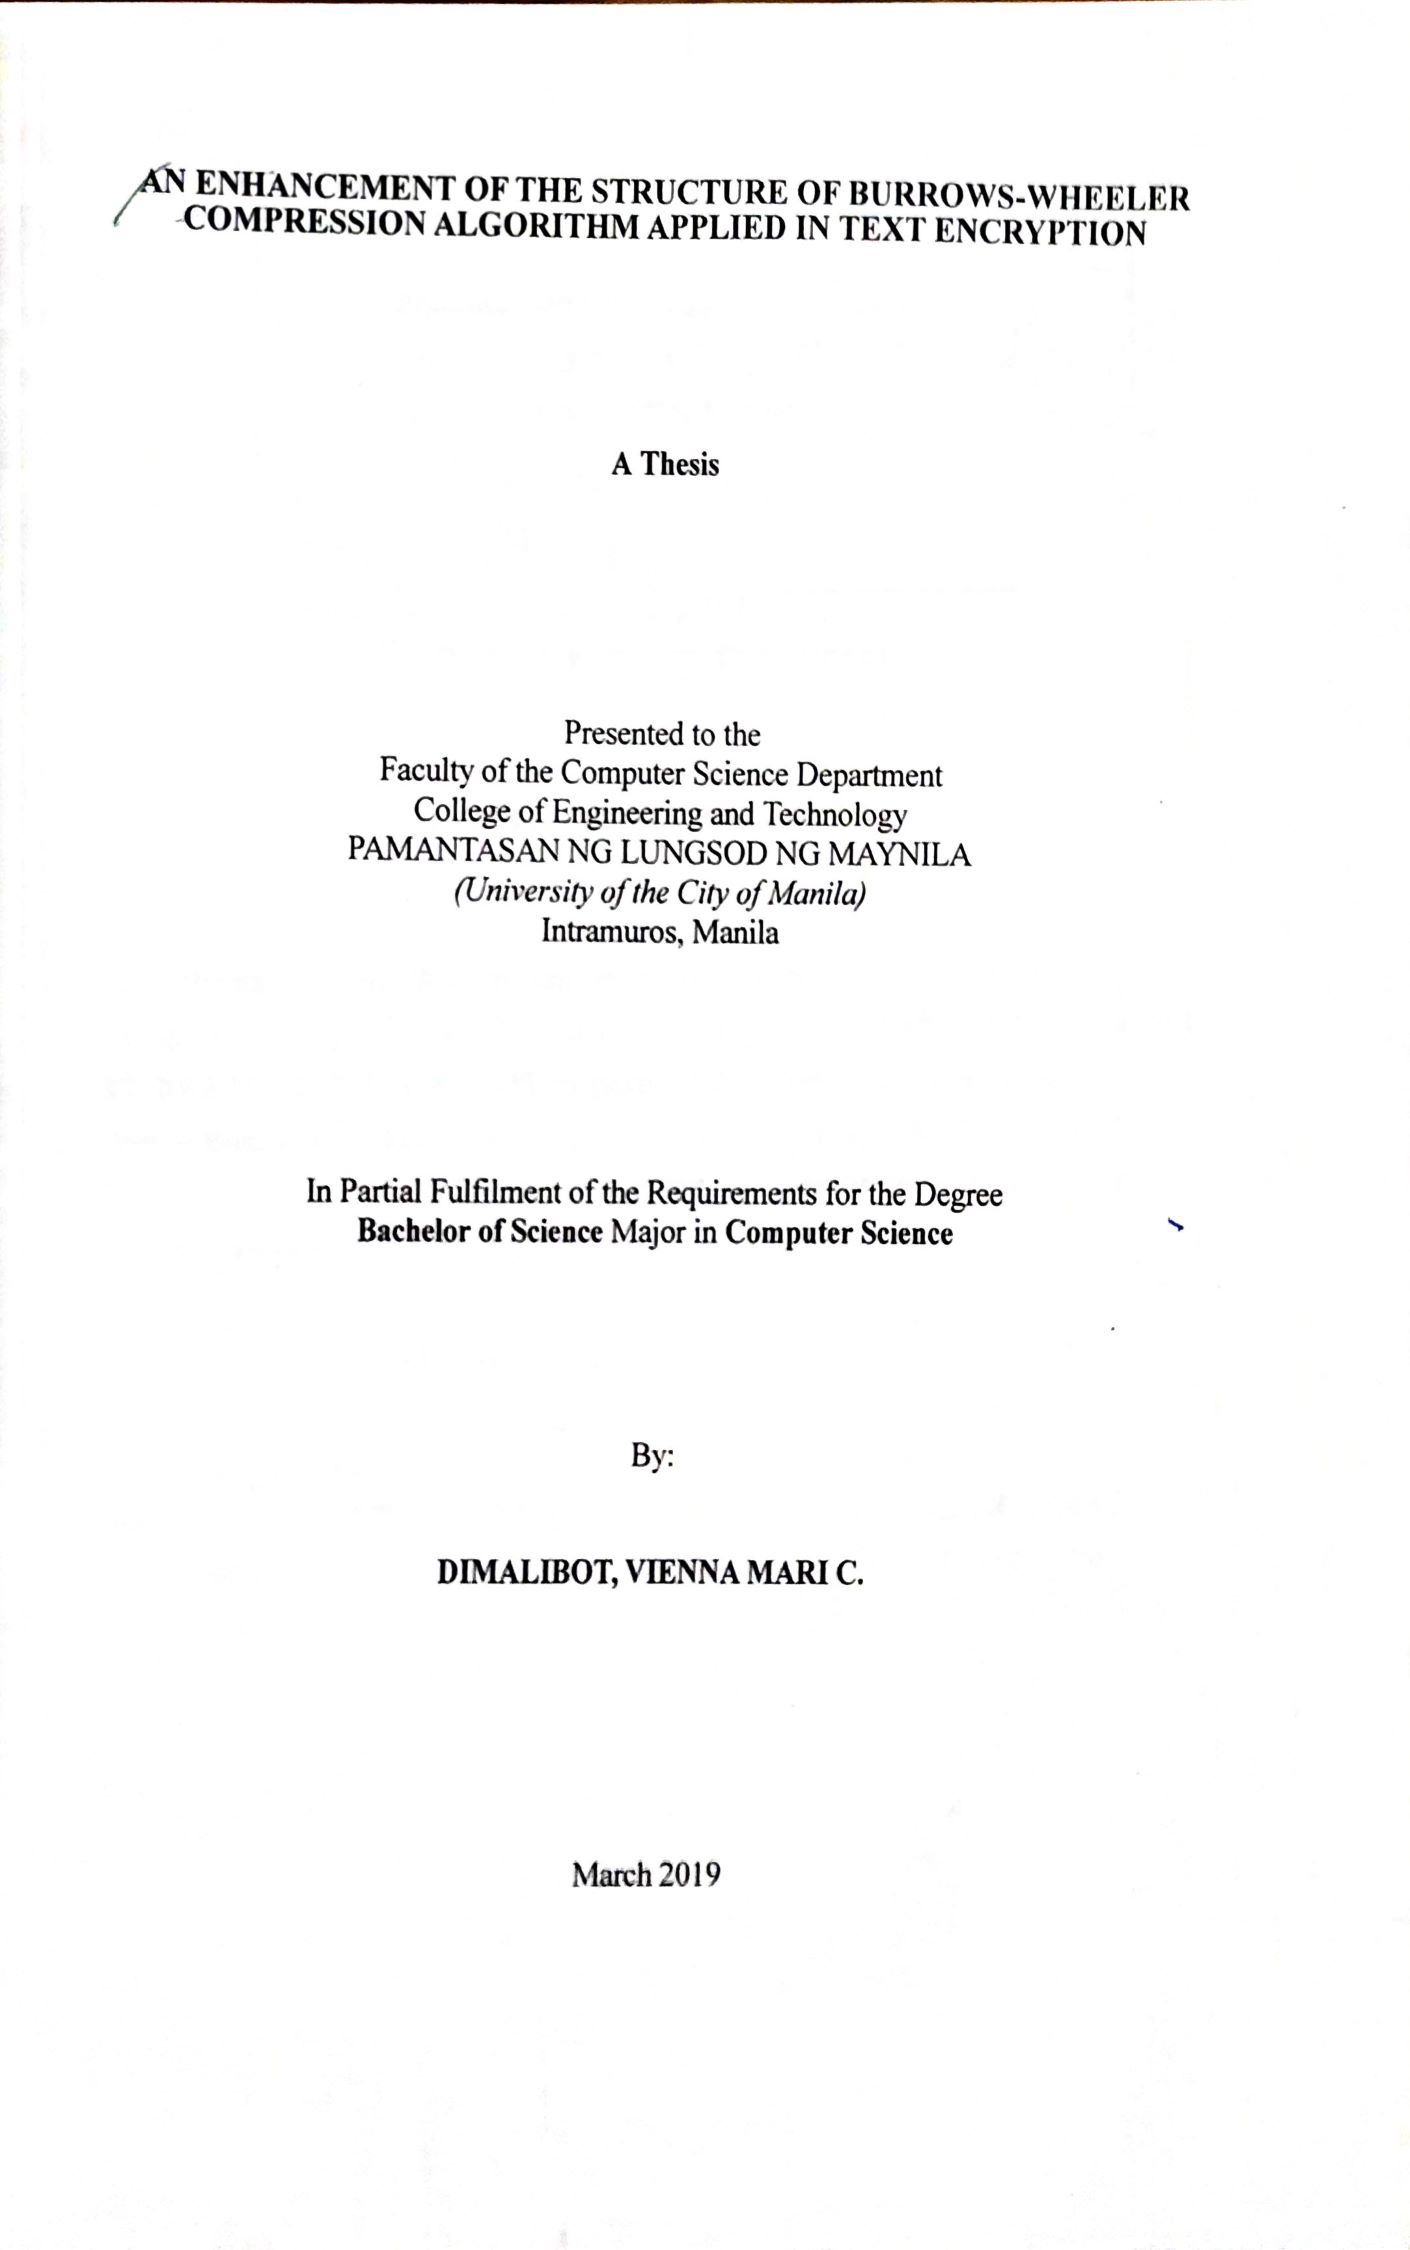 AN ENHANCEMENT OF THE STRUCTURE OF BURROWS-WHEELER
COMPRESSION ALGORITHM APPLIED IN TEXT ENCRYPTION
A Thesis
Presented to the
Faculty of the Computer Science Department
College of Engineering and Technology
PAMANTASAN NG LUNGSOD NG MAYNILA
(University of the City of Manila)
Intramuros, Manila
In Partial Fulfilment of the Requirements for the Degree
Bachelor of Science Major in Computer Science
By:
DIMALIBOT, VIENNA MARI C.
March 2019